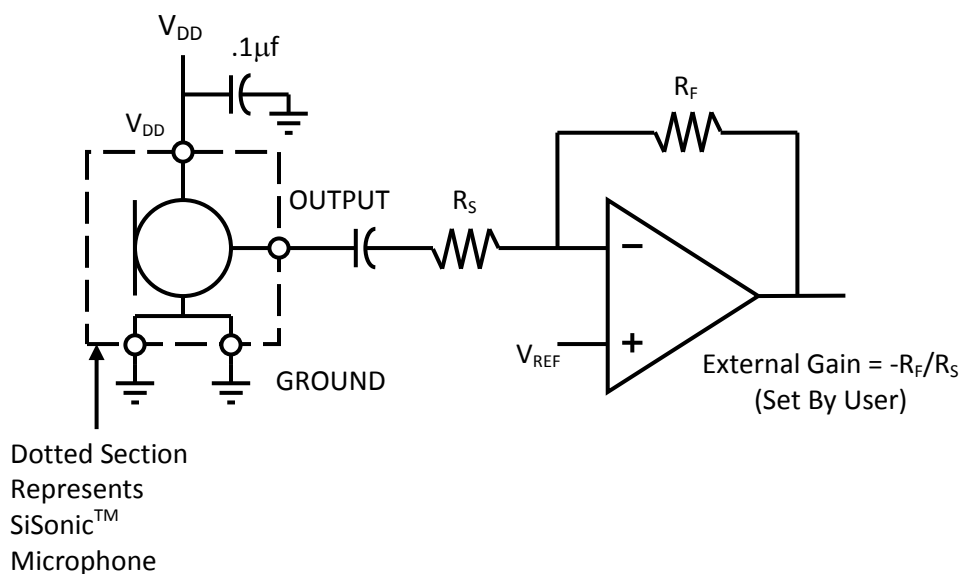 V_DD
.1μf
V_DD
R_F
OUTPUT
R_S
−
+
V_REF
GROUND
External Gain = -R_F/R_S
(Set By User)
Dotted Section
Represents
SiSonic™
Microphone